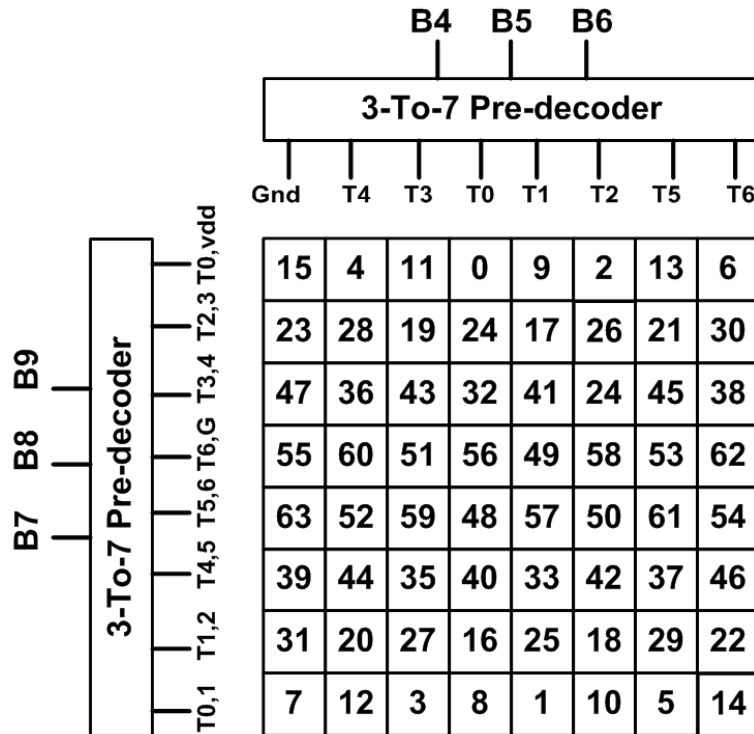 B4 B5 B6
3-To-7 Pre-decoder
Gnd T4 T3 T0 T1 T2 T5 T6
B9
B8
B7
3-To-7 Pre-decoder
T0,vdd 15 4 11 0 9 2 13 6
T2,3 23 28 19 24 17 26 21 30
T3,4 47 36 43 32 41 24 45 38
T6,G 55 60 51 56 49 58 53 62
T5,6 63 52 59 48 57 50 61 54
T4,5 39 44 35 40 33 42 37 46
T1,2 31 20 27 16 25 18 29 22
T0,1 7 12 3 8 1 10 5 14